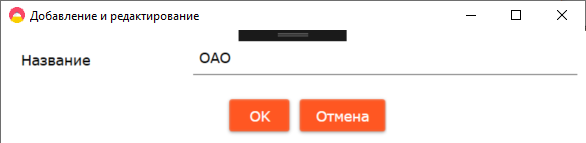 Добавление и редактирование
Название ОАО
ОК Отмена